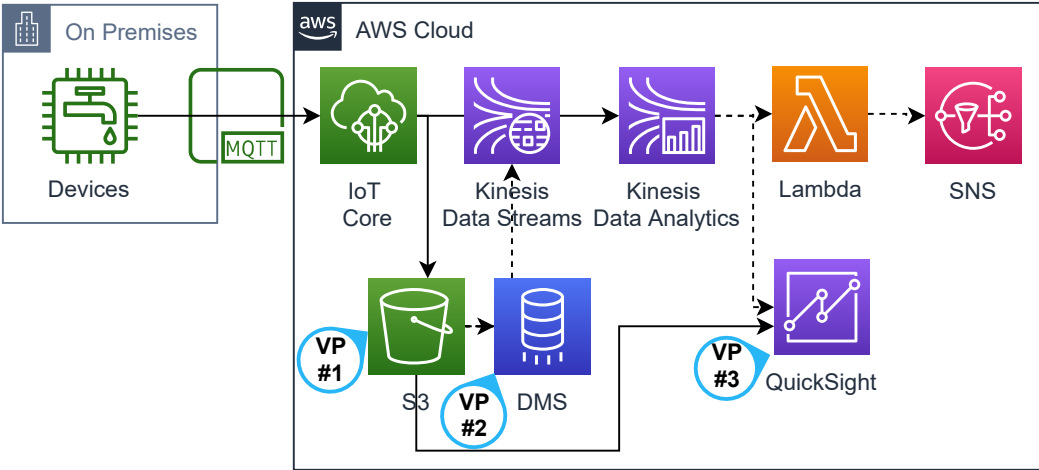 On Premises
aws
AWS Cloud
MQTT
Devices
IoT
Core
Kinesis
Data Streams
Kinesis
Data Analytics
Lambda
SNS
VP
#1
S3
VP
#2
DMS
VP
#3
QuickSight